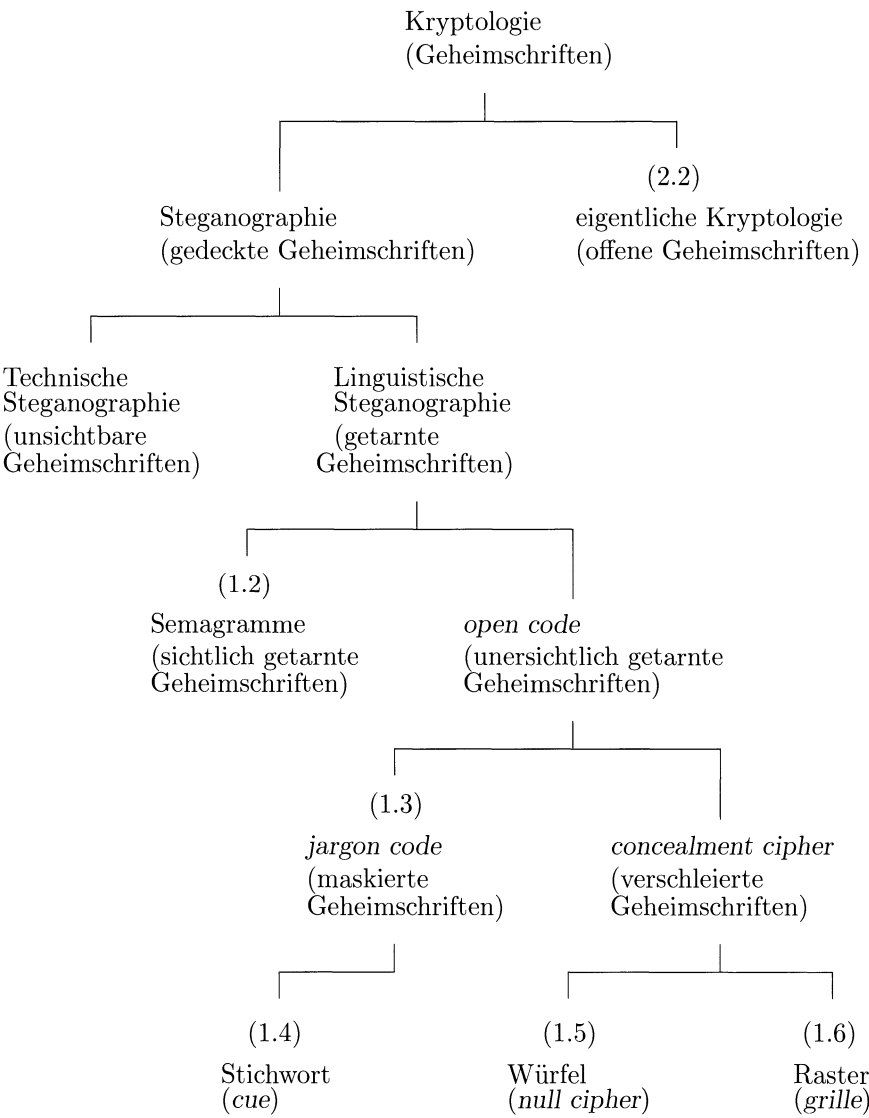 Kryptologie
(Geheimschriften)
(2.2)
Steganographie
(gedeckte Geheimschriften)
eigentliche Kryptologie
(offene Geheimschriften)
Technische
Steganographie
(unsichtbare
Geheimschriften)
Linguistische
Steganographie
(getarnte
Geheimschriften)
(1.2)
Semagramme
(sichtlich getarnte
Geheimschriften)
open code
(unersichtlich getarnte
Geheimschriften)
(1.3)
jargon code
(maskierte
Geheimschriften)
concealment cipher
(verschleierte
Geheimschriften)
(1.4)
Stichwort
(cue)
(1.5)
Würfel
(null cipher)
(1.6)
Raster
(grille)